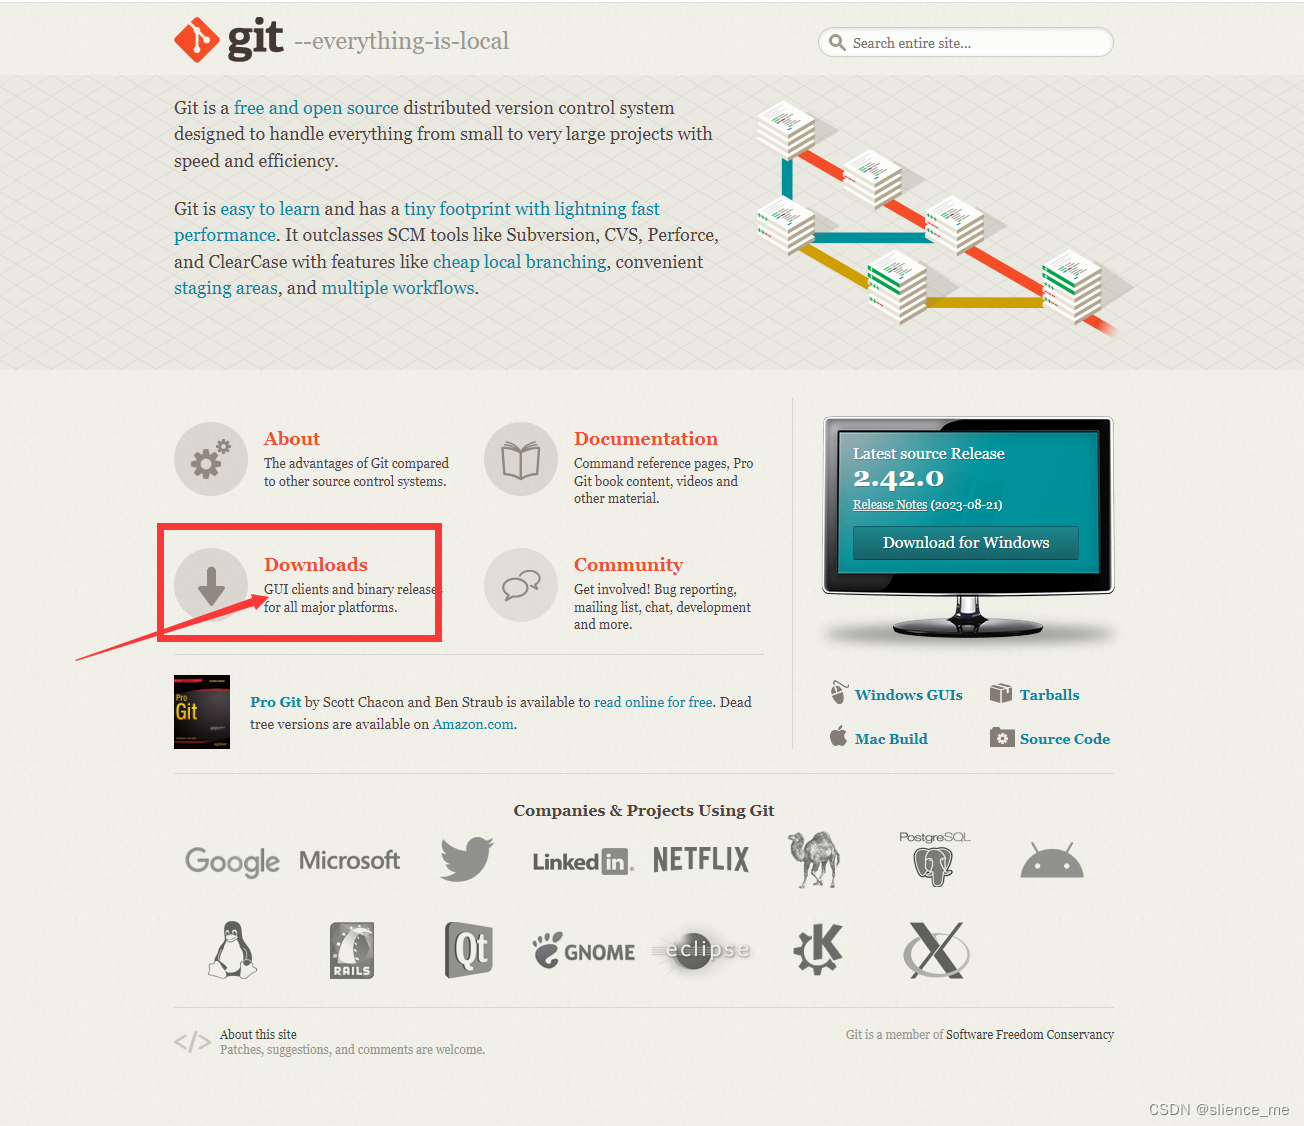 git --everything-is-local
Search entire site...
Git is a free and open source distributed version control system
designed to handle everything from small to very large projects with
speed and efficiency.
Git is easy to learn and has a tiny footprint with lightning fast
performance. It outclasses SCM tools like Subversion, CVS, Perforce,
and ClearCase with features like cheap local branching, convenient
staging areas, and multiple workflows.
About
The advantages of Git compared
to other source control systems.
Documentation
Command reference pages, Pro
Git book content, videos and
other material.
Downloads
GUI clients and binary releases
for all major platforms.
Community
Get involved! Bug reporting,
mailing list, chat, development
and more.
Latest source Release
2.42.0
Release Notes (2023-08-21)
Download for Windows
Pro
Git
Pro Git by Scott Chacon and Ben Straub is available to read online for free. Dead
tree versions are available on Amazon.com.
Windows GUIs
Tarballs
Mac Build
Source Code
Companies & Projects Using Git
Google
Microsoft
Linked in
NETFLIX
PostgreSQL
RAILS
Qt
GNOME
eclipse
K
X
About this site
Patches, suggestions, and comments are welcome.
Git is a member of Software Freedom Conservancy
CSDN @slience_me